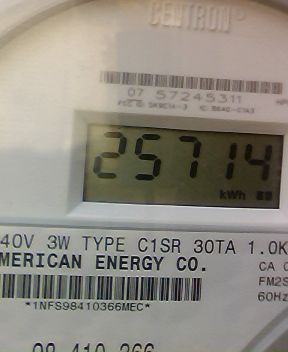 CENTRON®
07 57245311
25714
kWh
40V 3W TYPE C1SR 30TA 1.0K
MERICAN ENERGY CO.
CA
FM2S
60Hz
*1NFS98410366MEC*